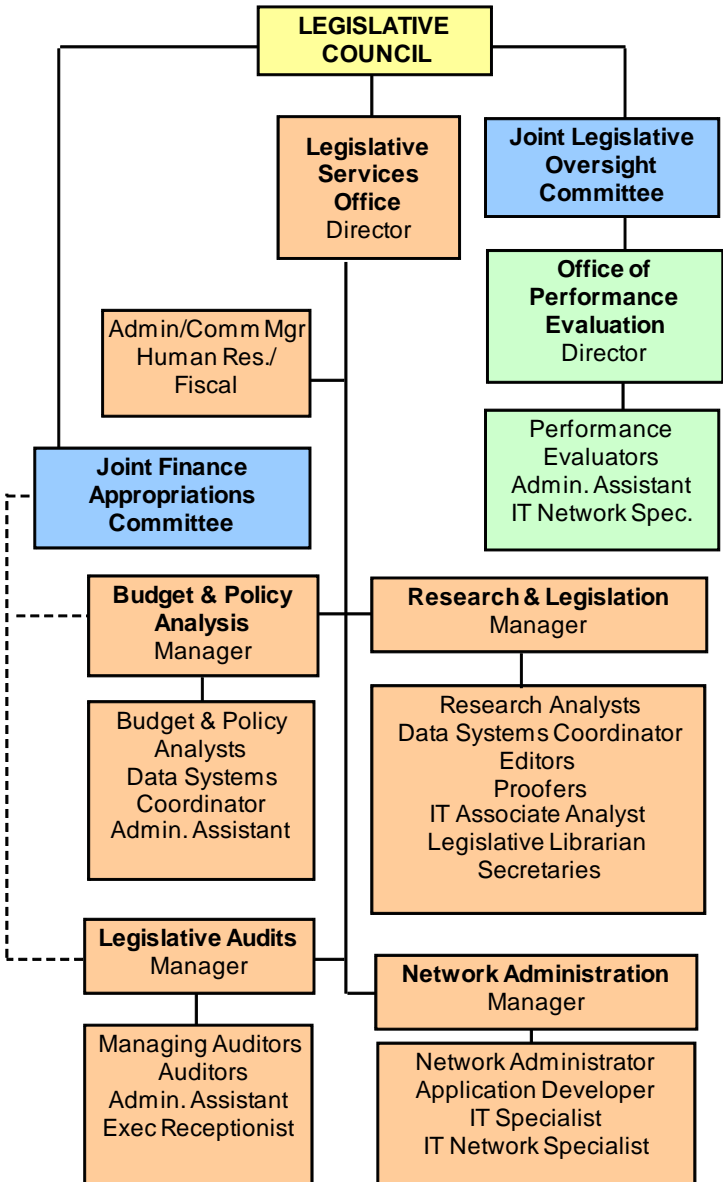 LEGISLATIVE
COUNCIL
Legislative
Services
Office
Director
Joint Legislative
Oversight
Committee
Office of
Performance
Evaluation
Director
Admin/Comm Mgr
Human Res./
Fiscal
Performance
Evaluators
Admin. Assistant
IT Network Spec.
Joint Finance
Appropriations
Committee
Budget & Policy
Analysis
Manager
Research & Legislation
Manager
Budget & Policy
Analysts
Data Systems
Coordinator
Admin. Assistant
Research Analysts
Data Systems Coordinator
Editors
Proofers
IT Associate Analyst
Legislative Librarian
Secretaries
Legislative Audits
Manager
Network Administration
Manager
Managing Auditors
Auditors
Admin. Assistant
Exec Receptionist
Network Administrator
Application Developer
IT Specialist
IT Network Specialist